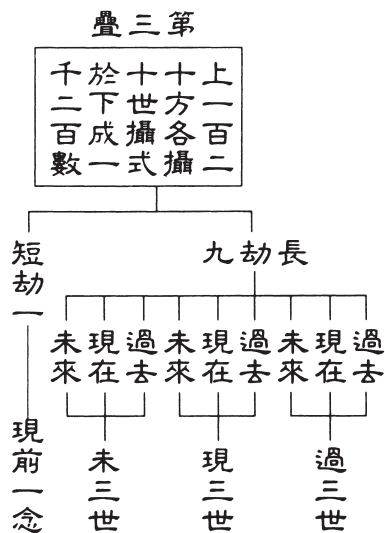 第三疊
上一百二
十方各攝
十世攝式
於下成一
千二百數
長劫九
過去
現在
未來
過三世
過去
現在
未來
現三世
過去
現在
未來
未三世
短劫一
現前一念